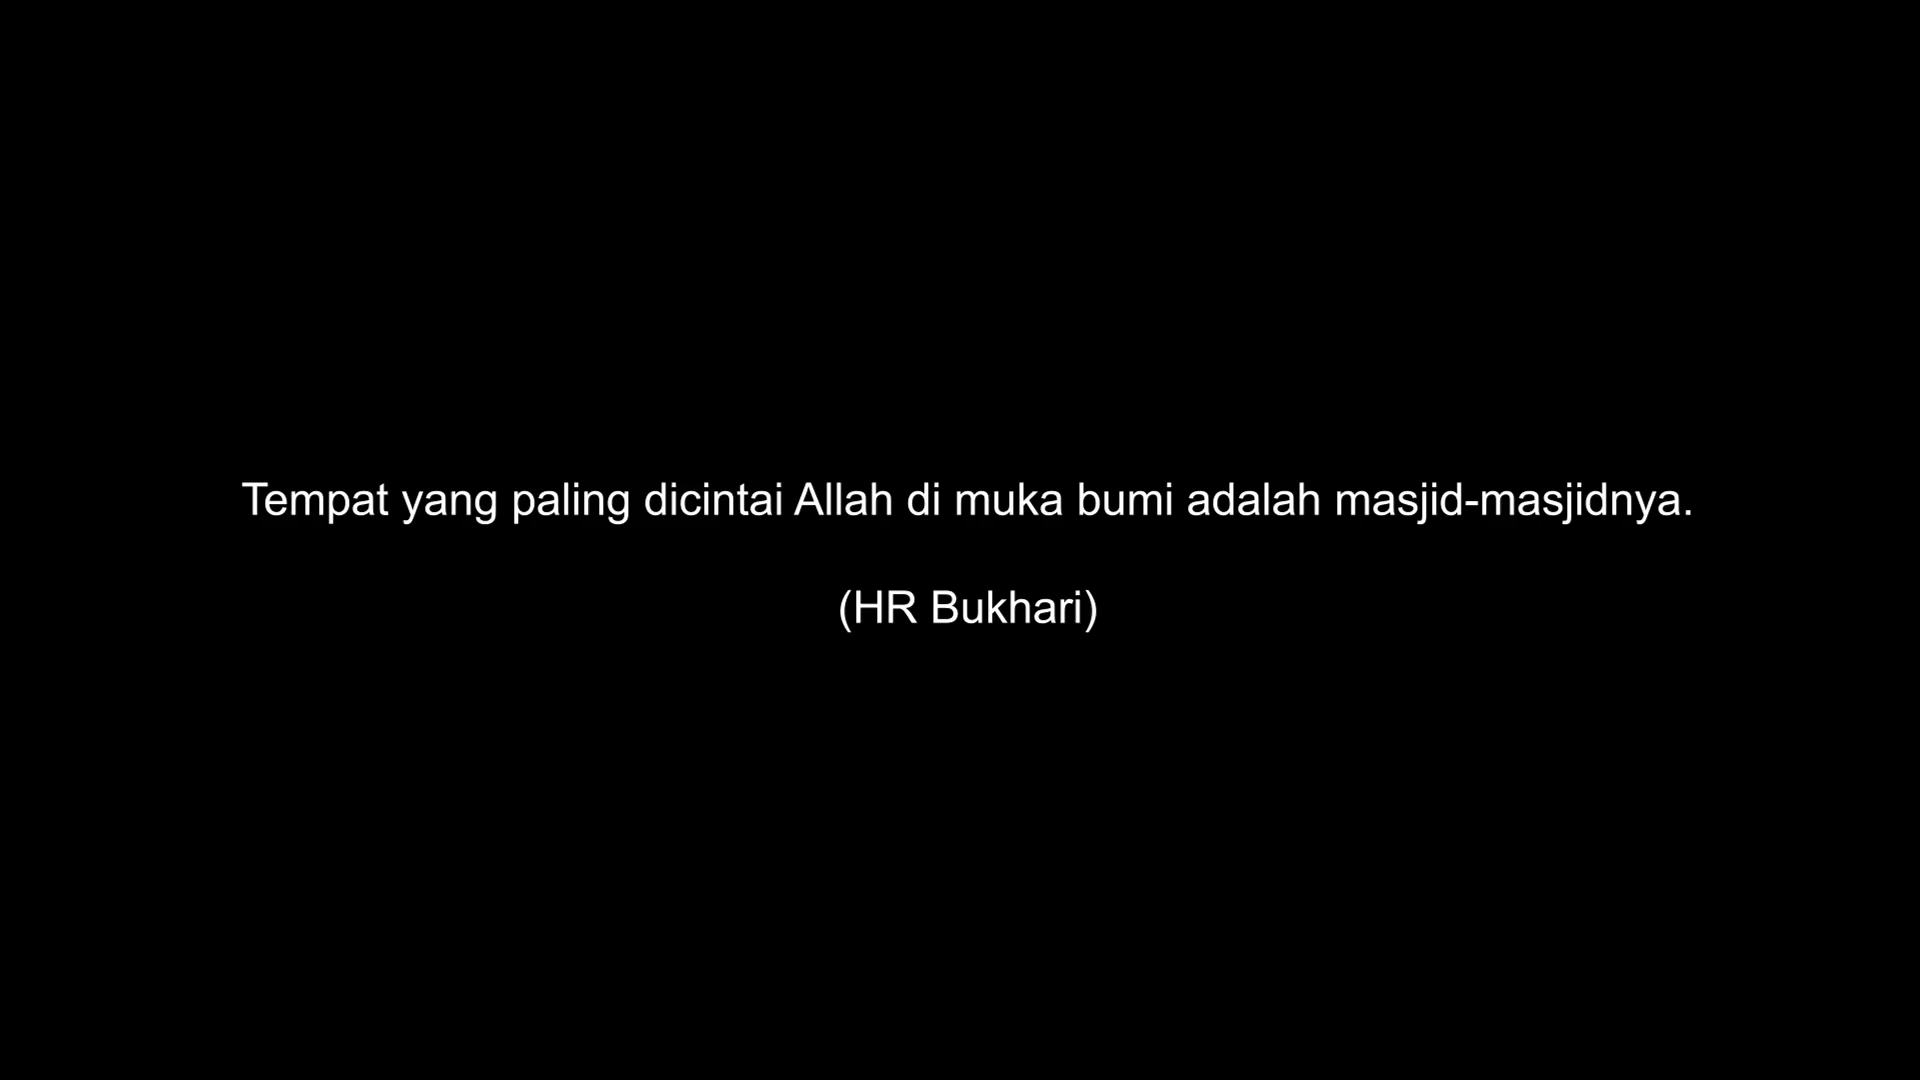 Tempat yang paling dicintai Allah di muka bumi adalah masjid-masjidnya.
(HR Bukhari)